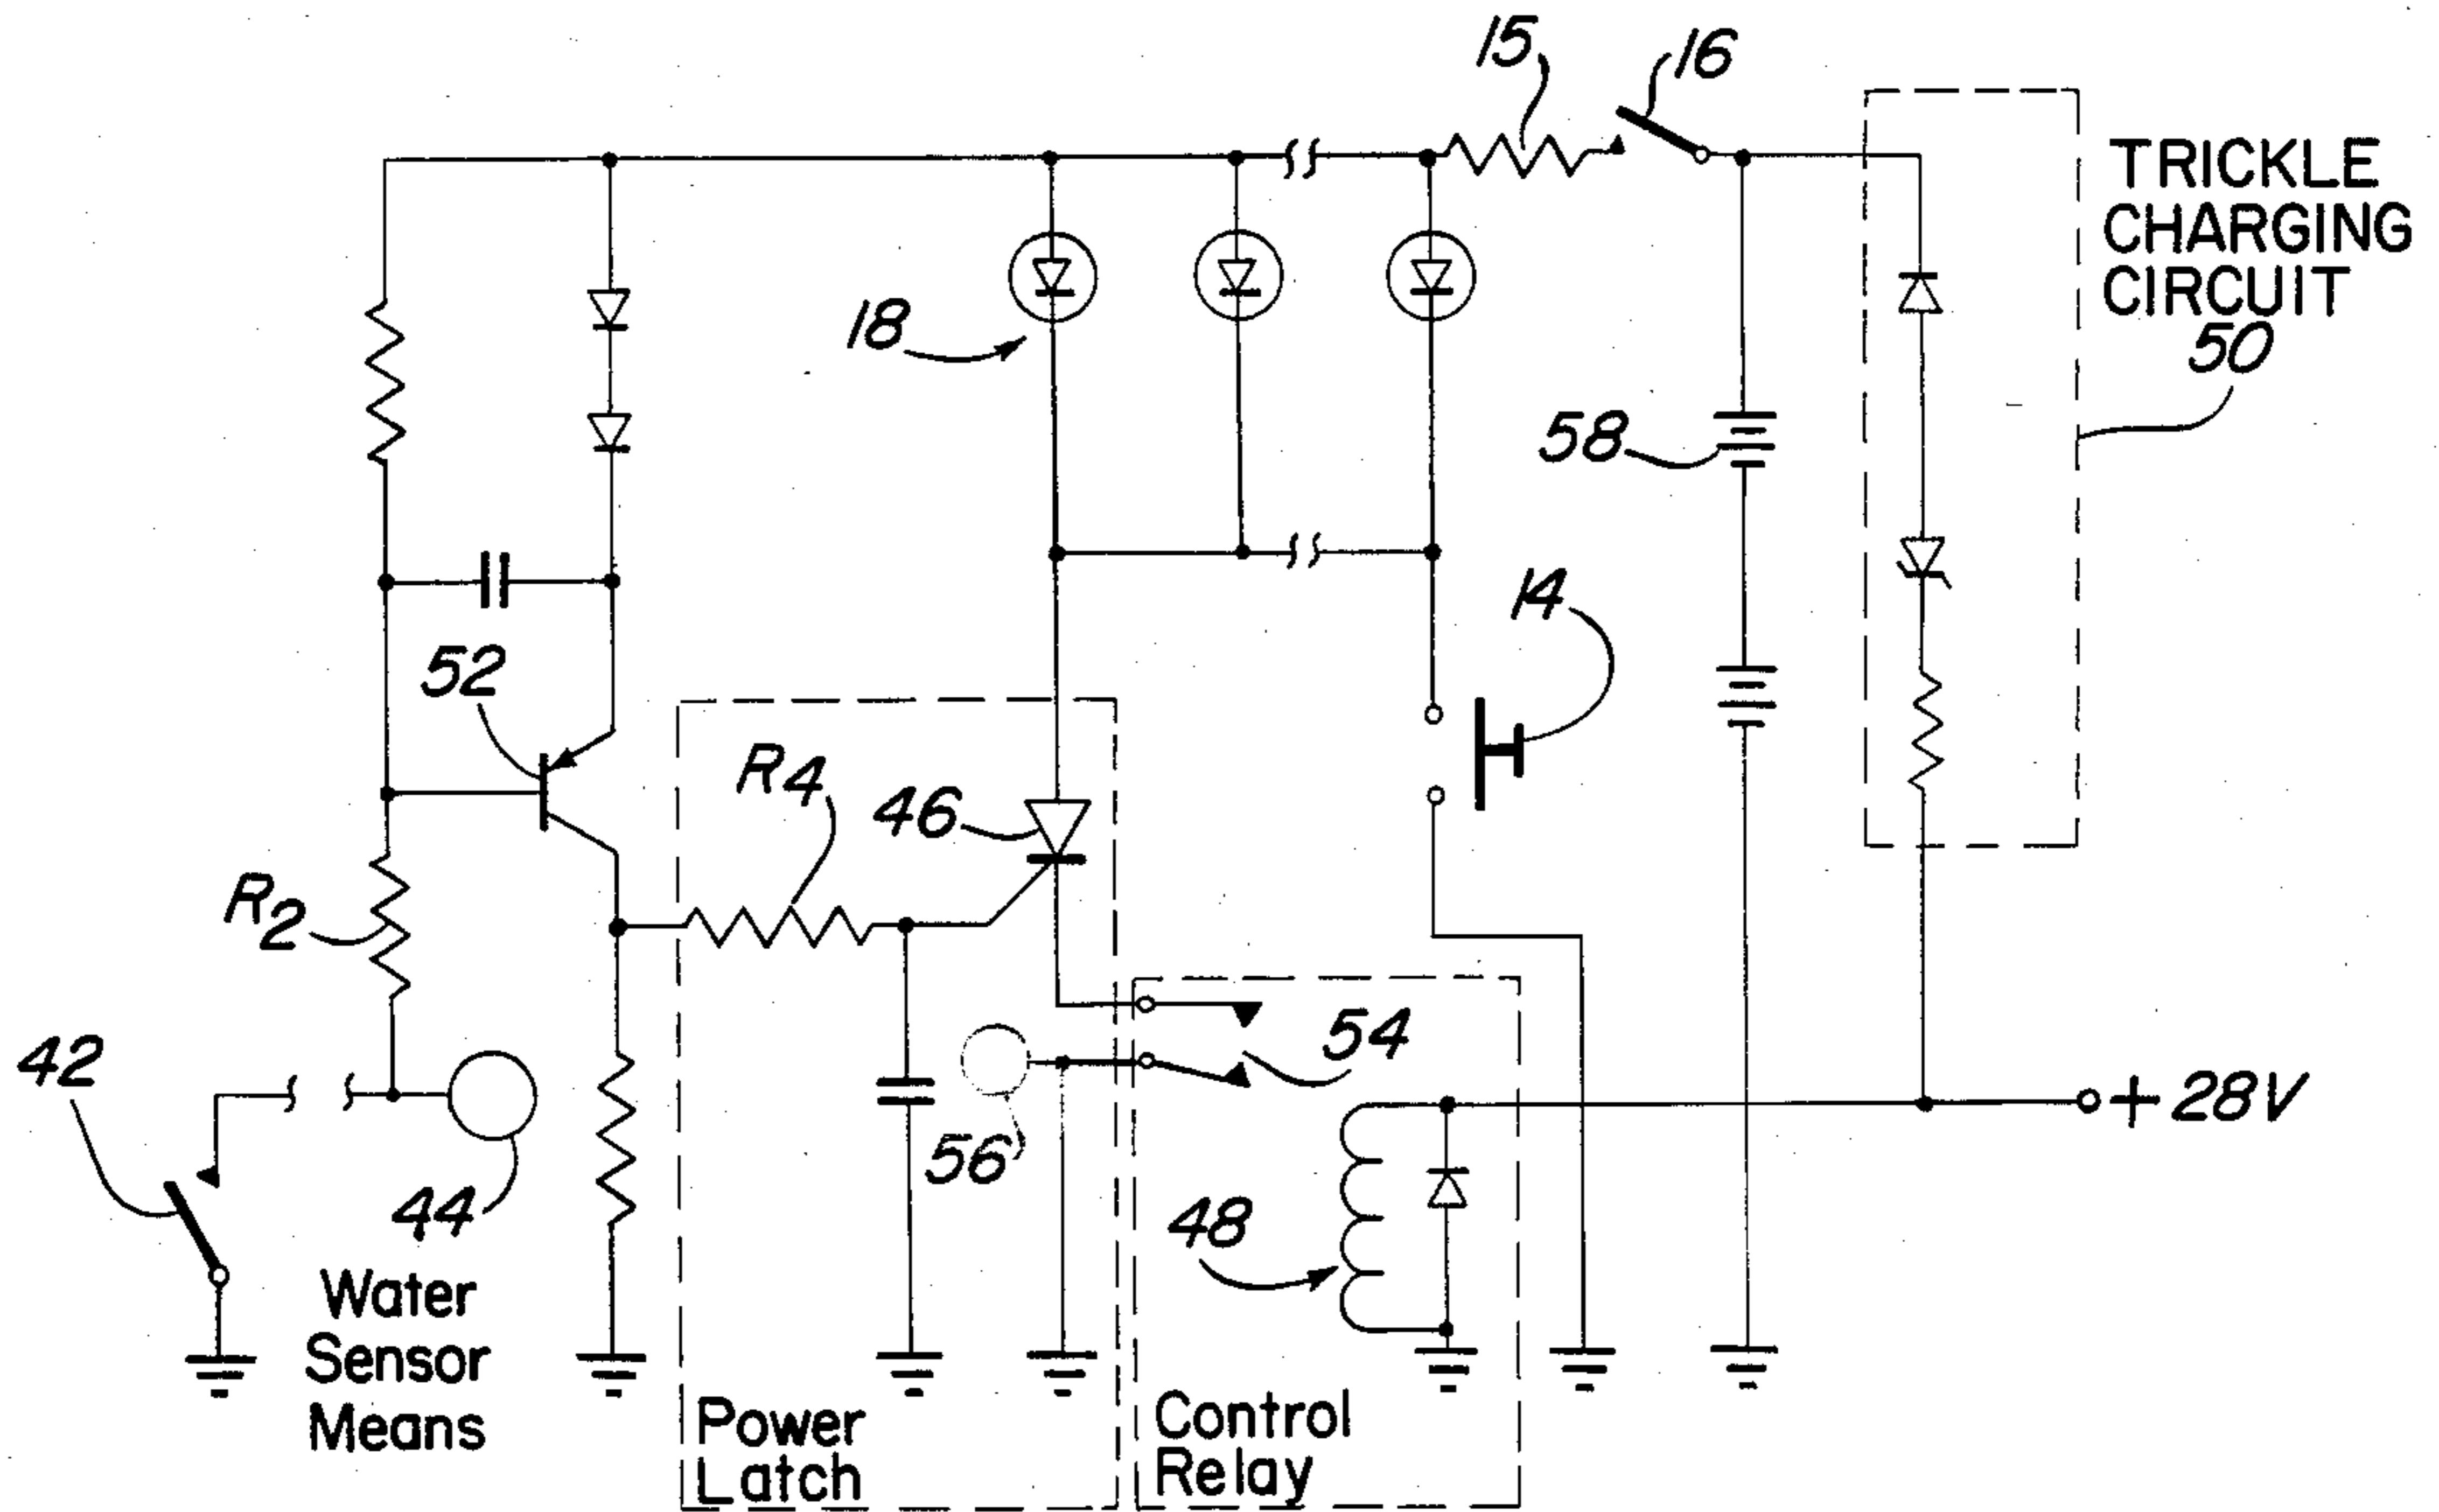 15
16
TRICKLE
CHARGING
CIRCUIT
50
18
58
14
52
R4
46
R2
54
42
+28V
56
44
48
Water
Sensor
Means
Power
Latch
Control
Relay